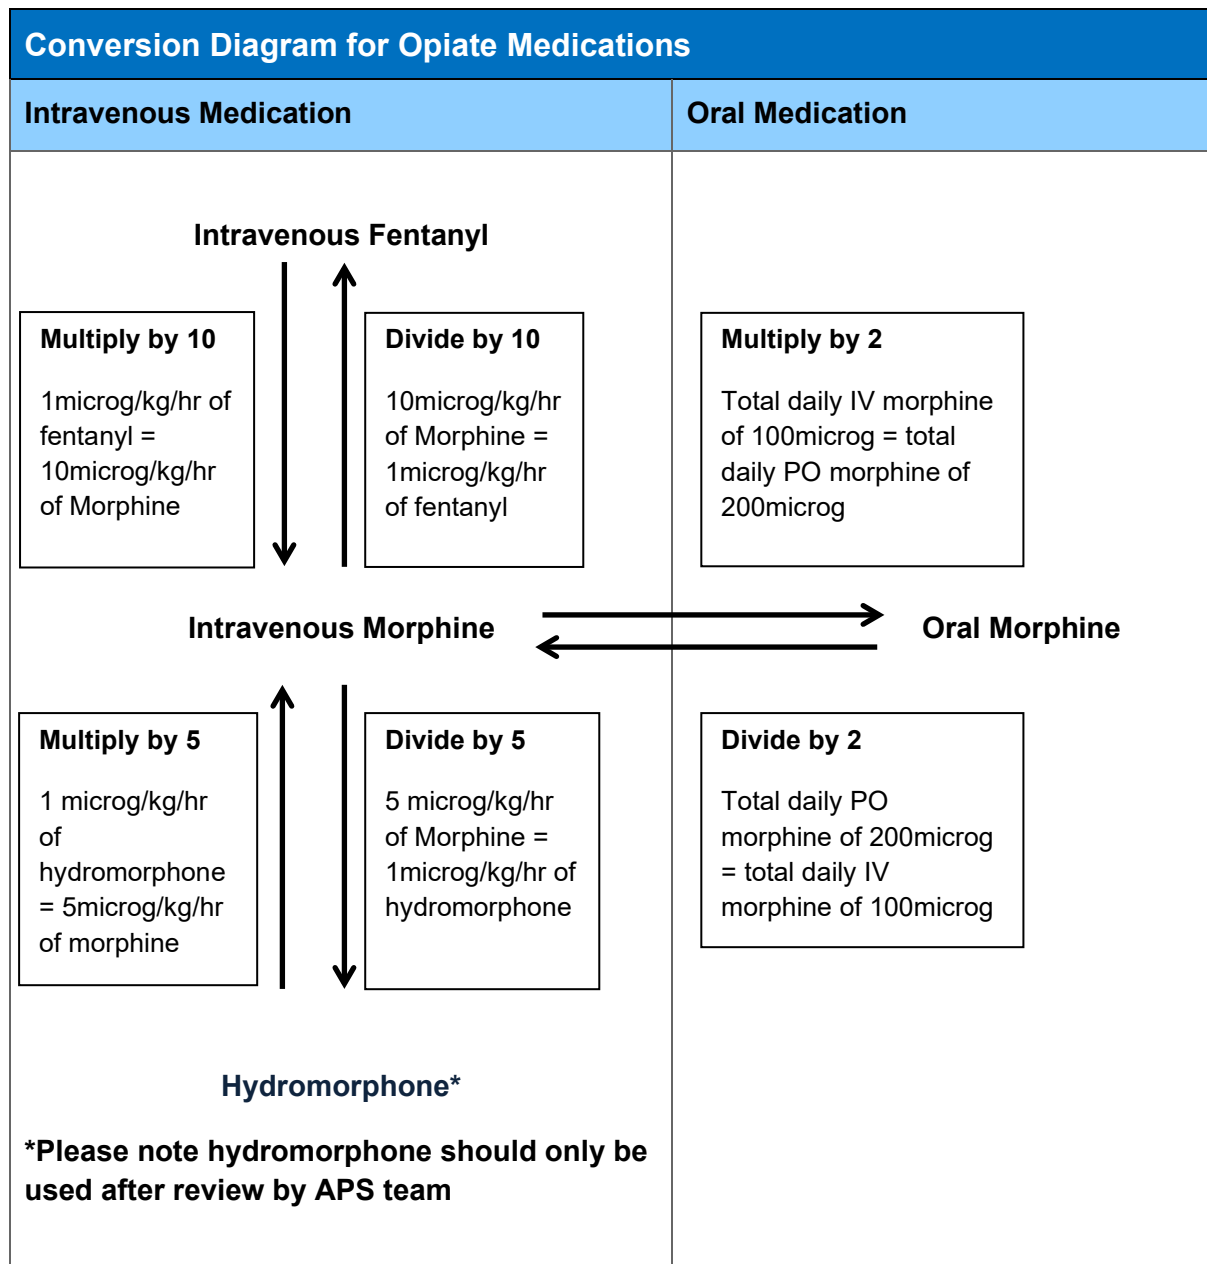 Conversion Diagram for Opiate Medications
Intravenous Medication
Oral Medication
Intravenous Fentanyl
Multiply by 10
1microg/kg/hr of
fentanyl =
10microg/kg/hr
of Morphine
Divide by 10
10microg/kg/hr
of Morphine =
1microg/kg/hr
of fentanyl
Multiply by 2
Total daily IV morphine
of 100microg = total
daily PO morphine of
200microg
Intravenous Morphine
Oral Morphine
Multiply by 5
1 microg/kg/hr
of
hydromorphone
= 5microg/kg/hr
of morphine
Divide by 5
5 microg/kg/hr
of Morphine =
1microg/kg/hr of
hydromorphone
Divide by 2
Total daily PO
morphine of 200microg
= total daily IV
morphine of 100microg
Hydromorphone*
*Please note hydromorphone should only be
used after review by APS team